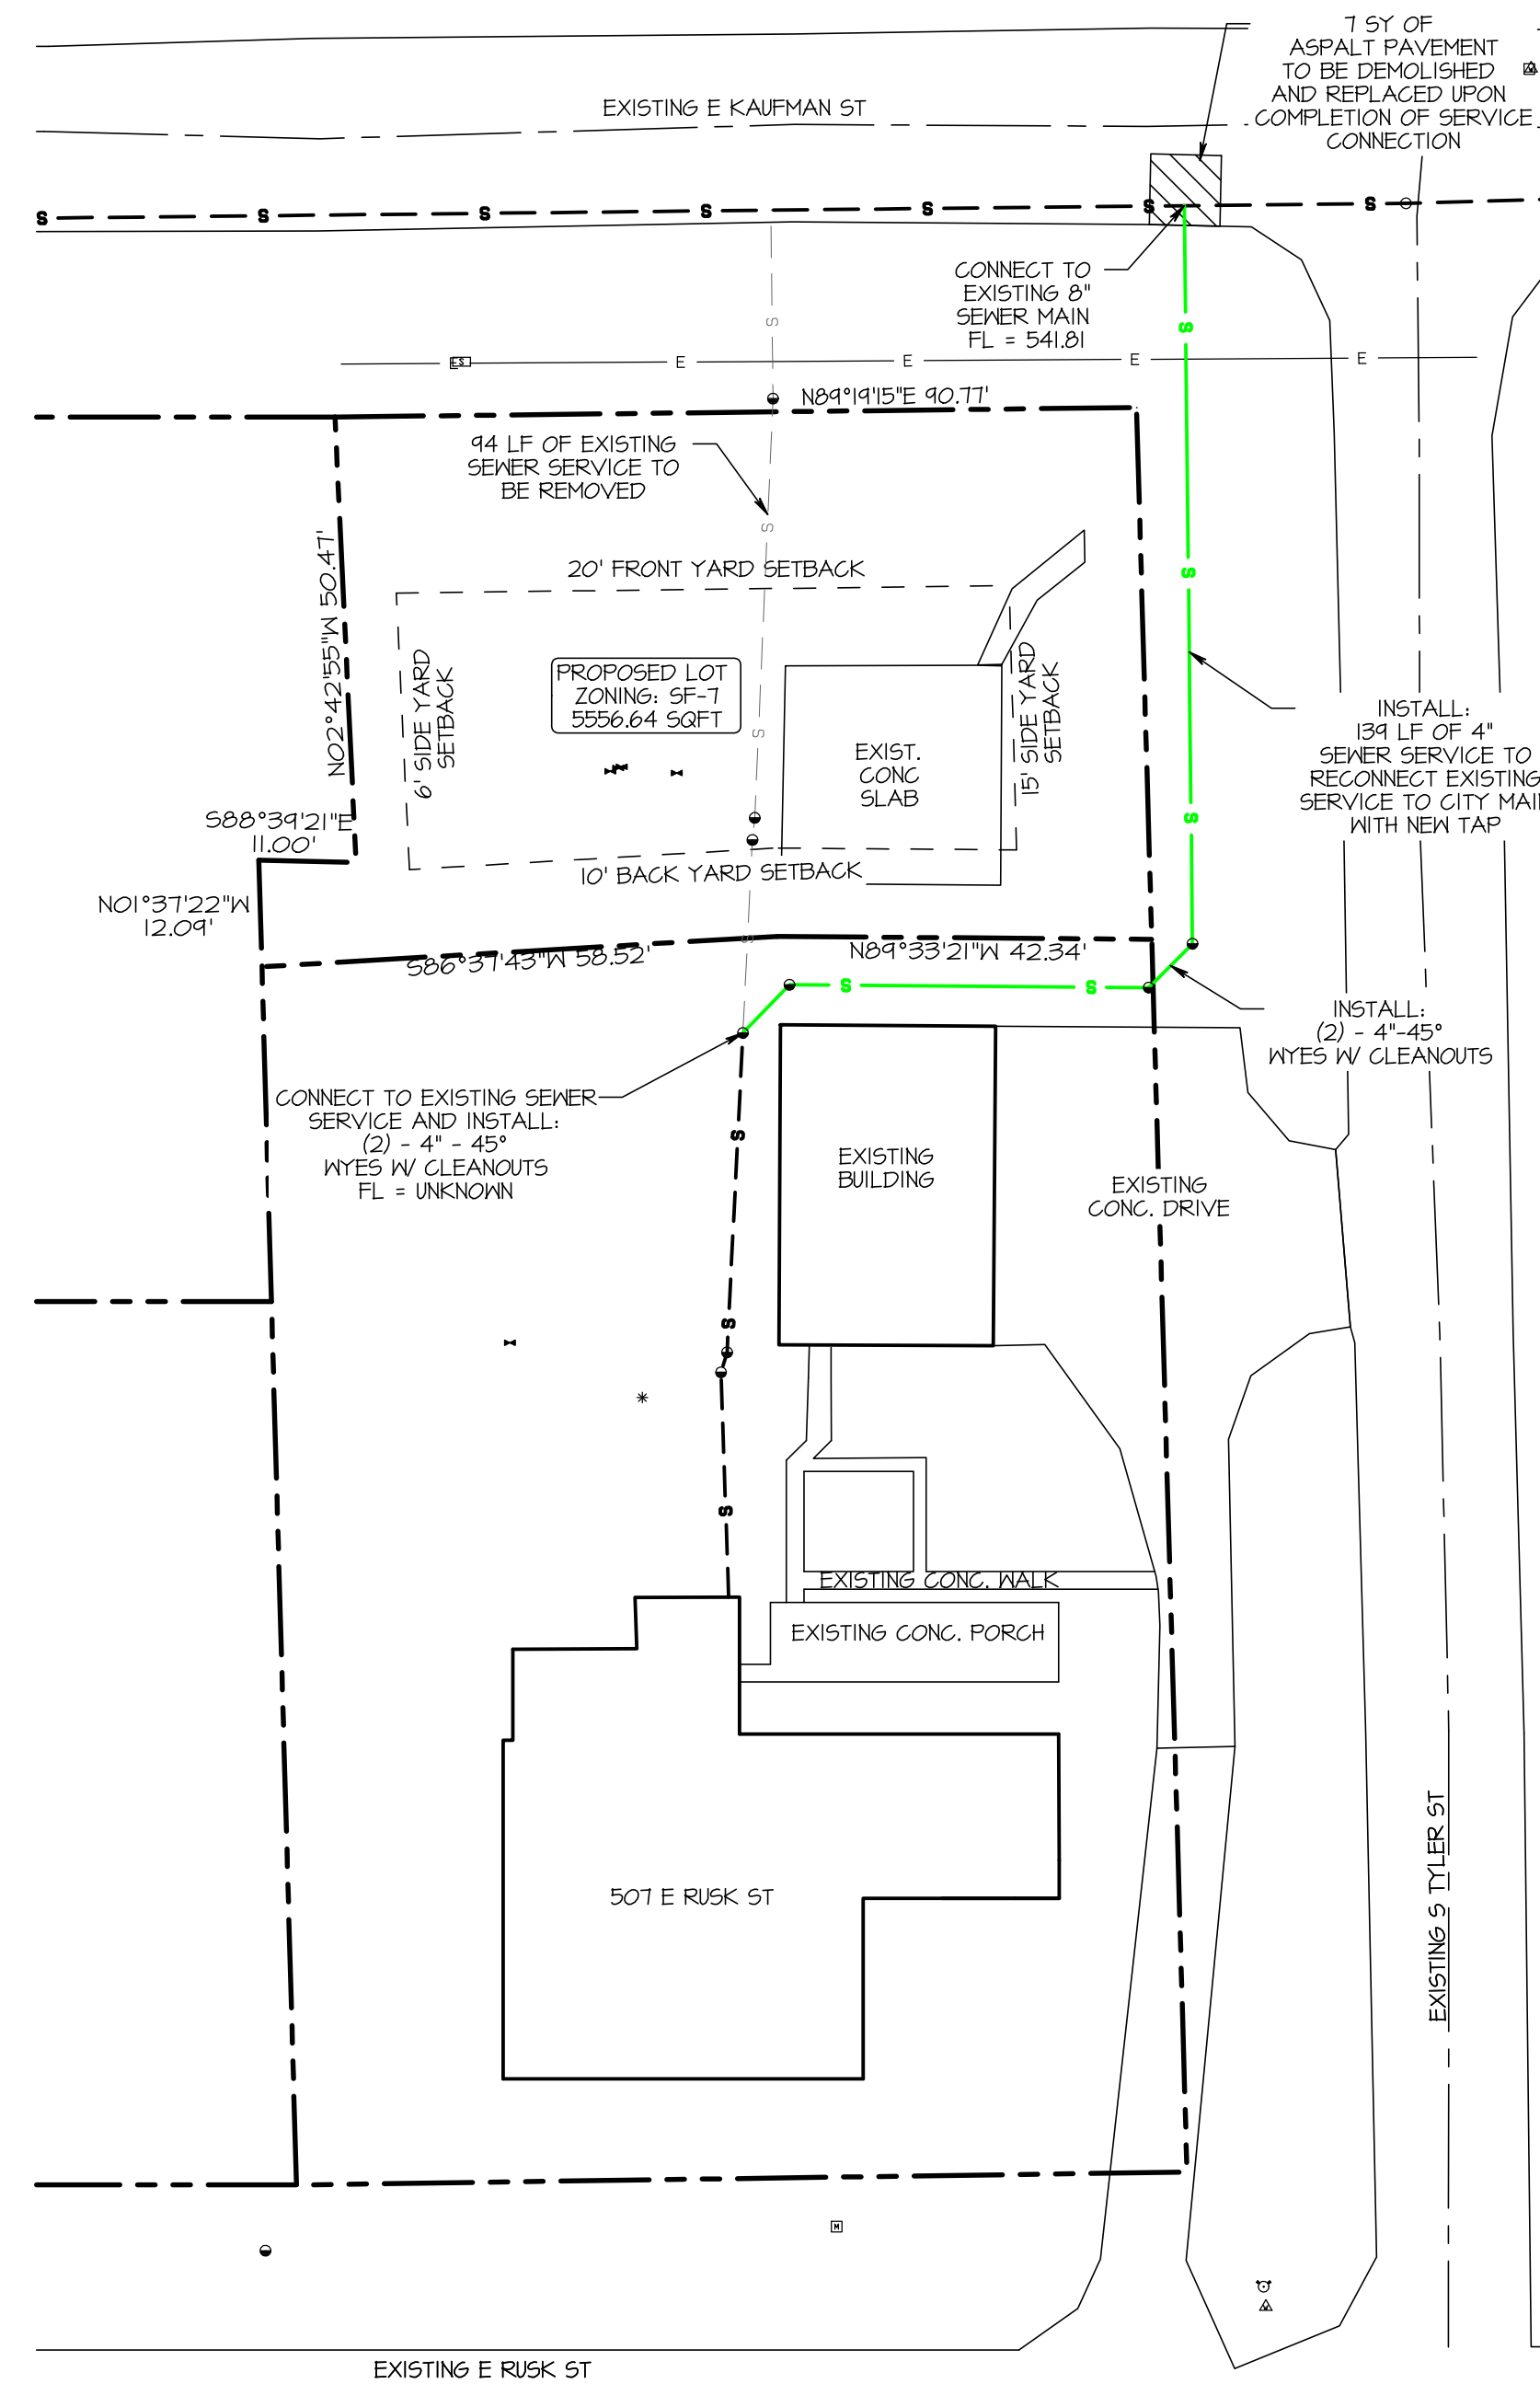 7 SY OF
ASPALT PAVEMENT
TO BE DEMOLISHED
AND REPLACED UPON
COMPLETION OF SERVICE
CONNECTION
EXISTING E KAUFMAN ST
S S S S S S S
CONNECT TO
EXISTING 8"
SEWER MAIN
FL = 541.81
S
S
ES
E E E E
N89°19'15"E 90.77'
94 LF OF EXISTING
SEWER SERVICE TO
BE REMOVED
S
S
20' FRONT YARD SETBACK
N02°42'55"W 50.47'
6' SIDE YARD
SETBACK
PROPOSED LOT
ZONING: SF-7
5556.64 SQFT
S
EXIST.
CONC
SLAB
15' SIDE YARD
SETBACK
INSTALL:
139 LF OF 4"
SEWER SERVICE TO
RECONNECT EXISTING
SERVICE TO CITY MAI
WITH NEW TAP
S
S88°39'21"E
11.00'
10' BACK YARD SETBACK
N01°37'22"W
12.09'
S
S86°37'43"W 58.52'
N89°33'21"W 42.34'
S S
INSTALL:
(2) - 4"-45°
WYES W/ CLEANOUTS
CONNECT TO EXISTING SEWER
SERVICE AND INSTALL:
(2) - 4" - 45°
WYES W/ CLEANOUTS
FL = UNKNOWN
S
EXISTING
BUILDING
EXISTING
CONC. DRIVE
S
S
EXISTING CONC. WALK
EXISTING CONC. PORCH
507 E RUSK ST
EXISTING S TYLER ST
M
EXISTING E RUSK ST